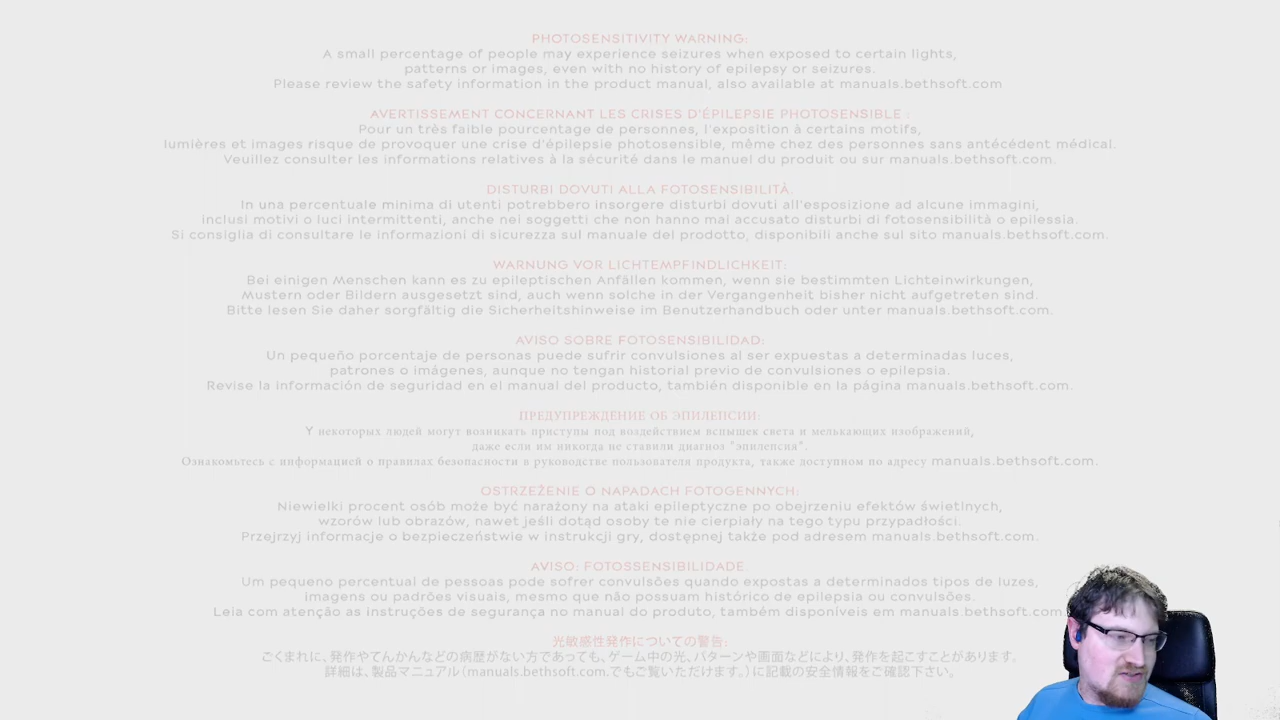 PHOTOSENSITIVITY WARNING:
A small percentage of people may experience seizures when exposed to certain lights,
patterns or images, even with no history of epilepsy or seizures.
Please review the safety information in the product manual, also available at manuals.bethsoft.com
AVERTISSEMENT CONCERNANT LES CRISES D'ÉPILEPSIE PHOTOSENSIBLE :
Pour un très faible pourcentage de personnes, l'exposition à certains motifs,
lumières et images risque de provoquer une crise d'épilepsie photosensible, même chez des personnes sans antécédent médical.
Veuillez consulter les informations relatives à la sécurité dans le manuel du produit ou sur manuals.bethsoft.com.
DISTURBI DOVUTI ALLA FOTOSENSIBILITÀ.
In una percentuale minima di utenti potrebbero insorgere disturbi dovuti all'esposizione ad alcune immagini,
inclusi motivi o luci intermittenti, anche nei soggetti che non hanno mai accusato disturbi di fotosensibilità o epilessia.
Si consiglia di consultare le informazioni di sicurezza sul manuale del prodotto, disponibili anche sul sito manuals.bethsoft.com.
WARNUNG VOR LICHTEMPFINDLICHKEIT:
Bei einigen Menschen kann es zu epileptischen Anfällen kommen, wenn sie bestimmten Lichteinwirkungen,
Mustern oder Bildern ausgesetzt sind, auch wenn solche in der Vergangenheit bisher nicht aufgetreten sind.
Bitte lesen Sie daher sorgfältig die Sicherheitshinweise im Benutzerhandbuch oder unter manuals.bethsoft.com.
AVISO SOBRE FOTOSENSIBILIDAD:
Un pequeño porcentaje de personas puede sufrir convulsiones al ser expuestas a determinadas luces,
patrones o imágenes, aunque no tengan historial previo de convulsiones o epilepsia.
Revise la información de seguridad en el manual del producto, también disponible en la página manuals.bethsoft.com.
ПРЕДУПРЕЖДЕНИЕ ОБ ЭПИЛЕПСИИ:
У некоторых людей могут возникать приступы под воздействием вспышек света и мелькающих изображений,
даже если им никогда не ставили диагноз "эпилепсия".
Ознакомьтесь с информацией о правилах безопасности в руководстве пользователя продукта, также доступном по адресу manuals.bethsoft.com.
OSTRZEŻENIE O NAPADACH FOTOGENNYCH:
Niewielki procent osób może być narażony na ataki epileptyczne po obejrzeniu efektów świetlnych,
wzorów lub obrazów, nawet jeśli dotąd osoby te nie cierpiały na tego typu przypadłości.
Przejrzyj informacje o bezpieczeństwie w instrukcji gry, dostępnej także pod adresem manuals.bethsoft.com.
AVISO: FOTOSSENSIBILIDADE.
Um pequeno percentual de pessoas pode sofrer convulsões quando expostas a determinados tipos de luzes,
imagens ou padrões visuais, mesmo que não possuam histórico de epilepsia ou convulsões.
Leia com atenção as instruções de segurança no manual do produto, também disponíveis em manuals.bethsoft.com
光敏感性発作についての警告:
ごくまれに、発作やてんかんなどの病歴がない方であっても、ゲーム中の光、パターンや画面などにより、発作を起こすことがあります。
詳細は、製品マニュアル(manuals.bethsoft.com.でもご覧いただけます。)に記載の安全情報をご確認下さい。